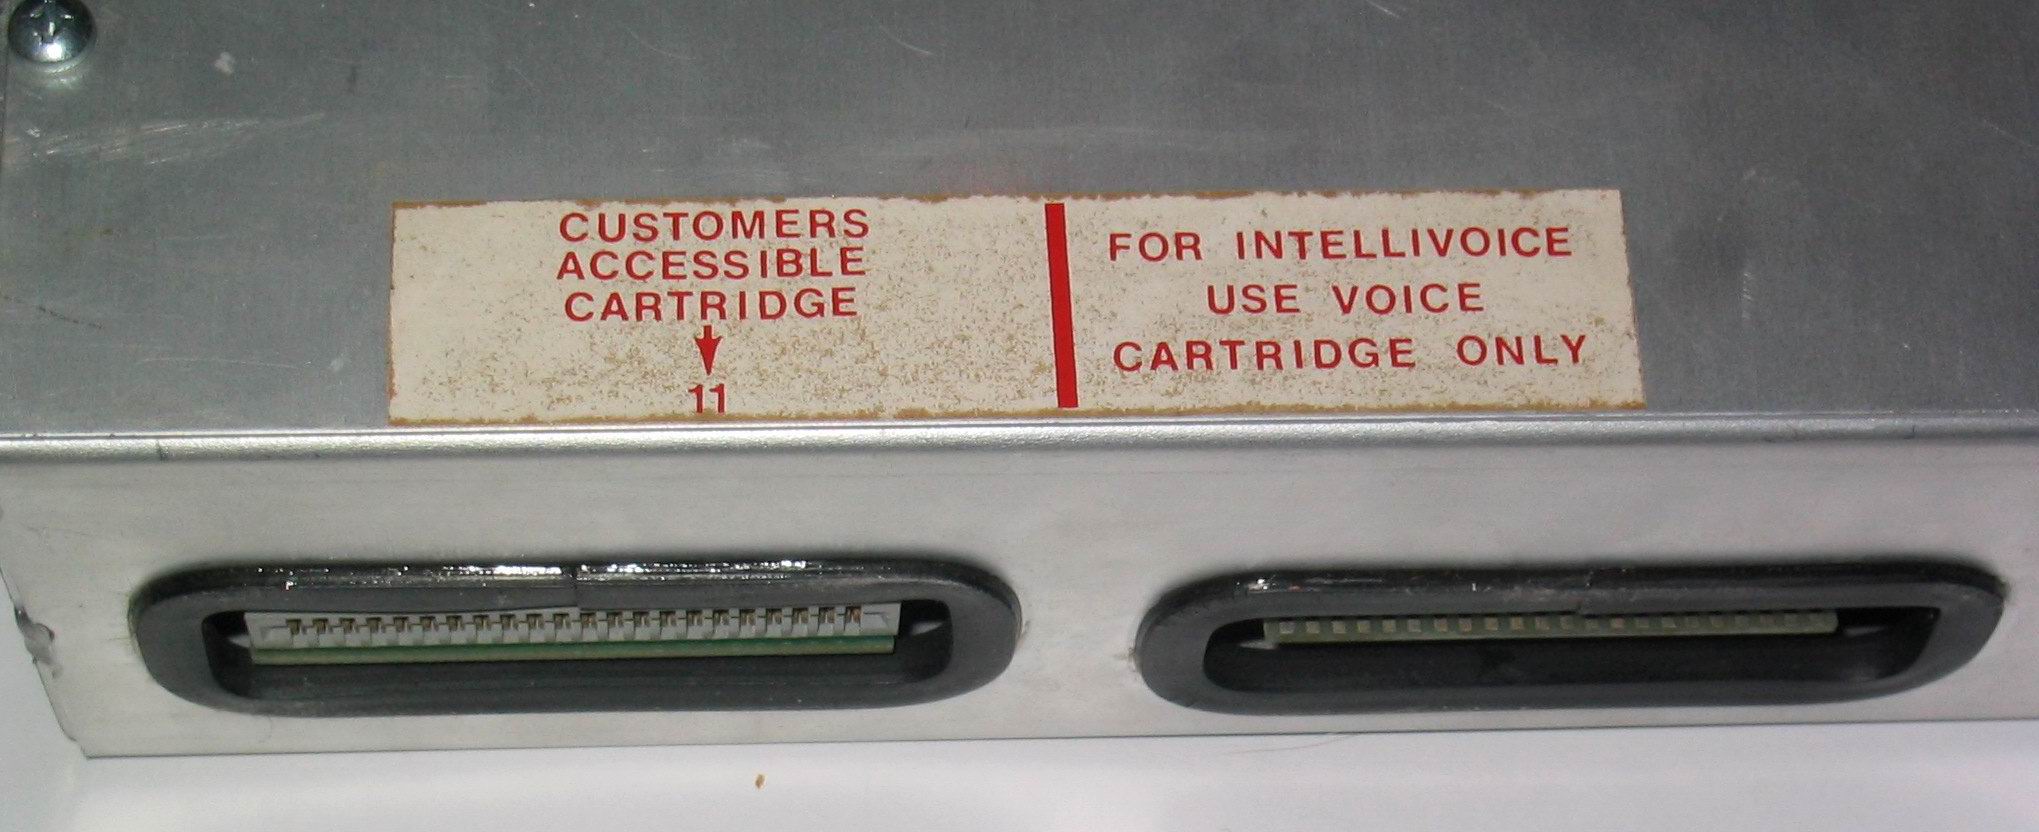 CUSTOMERS
ACCESSIBLE
CARTRIDGE
11
FOR INTELLIVOICE
USE VOICE
CARTRIDGE ONLY